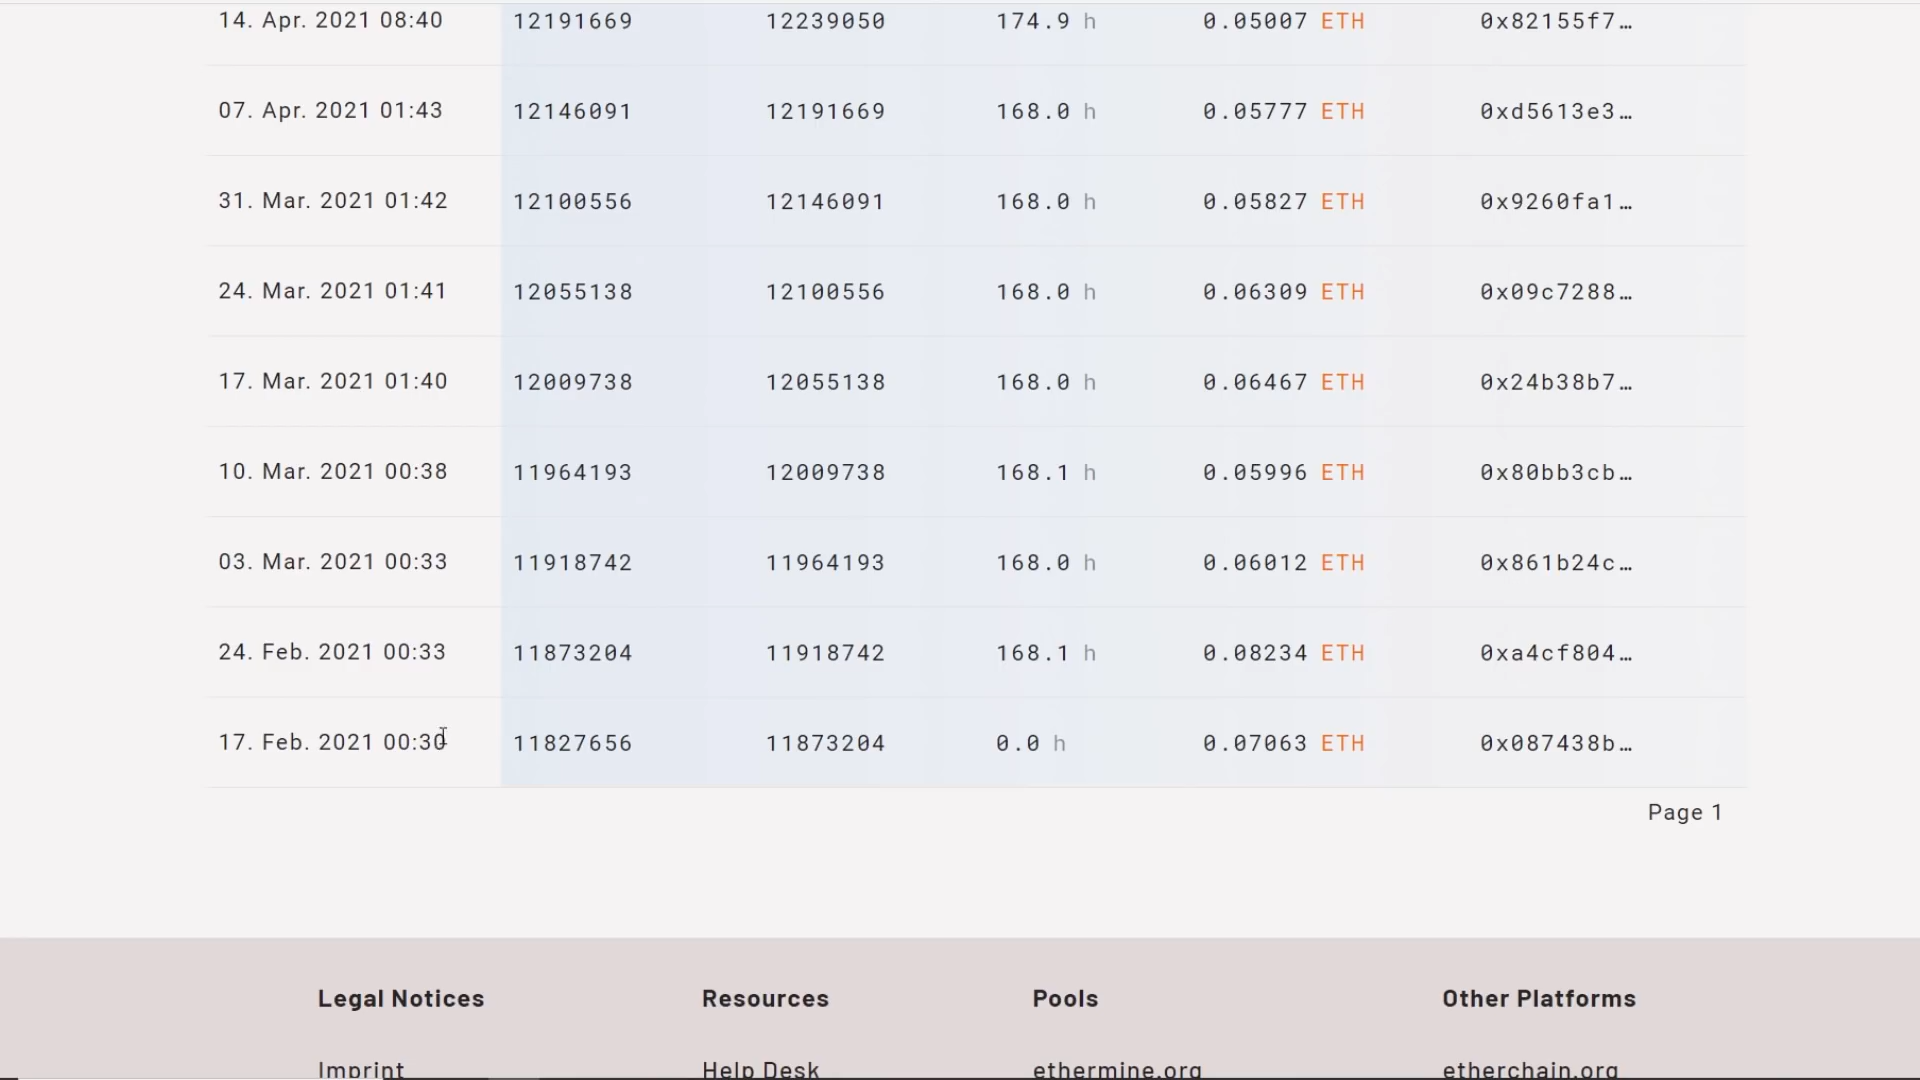 14. Apr. 2021 08:40 12191669 12239050 174.9 h 0.05007 ETH 0x82155f7…
07. Apr. 2021 01:43 12146091 12191669 168.0 h 0.05777 ETH 0xd5613e3…
31. Mar. 2021 01:42 12100556 12146091 168.0 h 0.05827 ETH 0x9260fa1…
24. Mar. 2021 01:41 12055138 12100556 168.0 h 0.06309 ETH 0x09c7288…
17. Mar. 2021 01:40 12009738 12055138 168.0 h 0.06467 ETH 0x24b38b7…
10. Mar. 2021 00:38 11964193 12009738 168.1 h 0.05996 ETH 0x80bb3cb…
03. Mar. 2021 00:33 11918742 11964193 168.0 h 0.06012 ETH 0x861b24c…
24. Feb. 2021 00:33 11873204 11918742 168.1 h 0.08234 ETH 0xa4cf804…
17. Feb. 2021 00:30 11827656 11873204 0.0 h 0.07063 ETH 0x087438b…
Page 1
Legal Notices Resources Pools Other Platforms
Imprint Help Desk ethermine.org etherchain.org